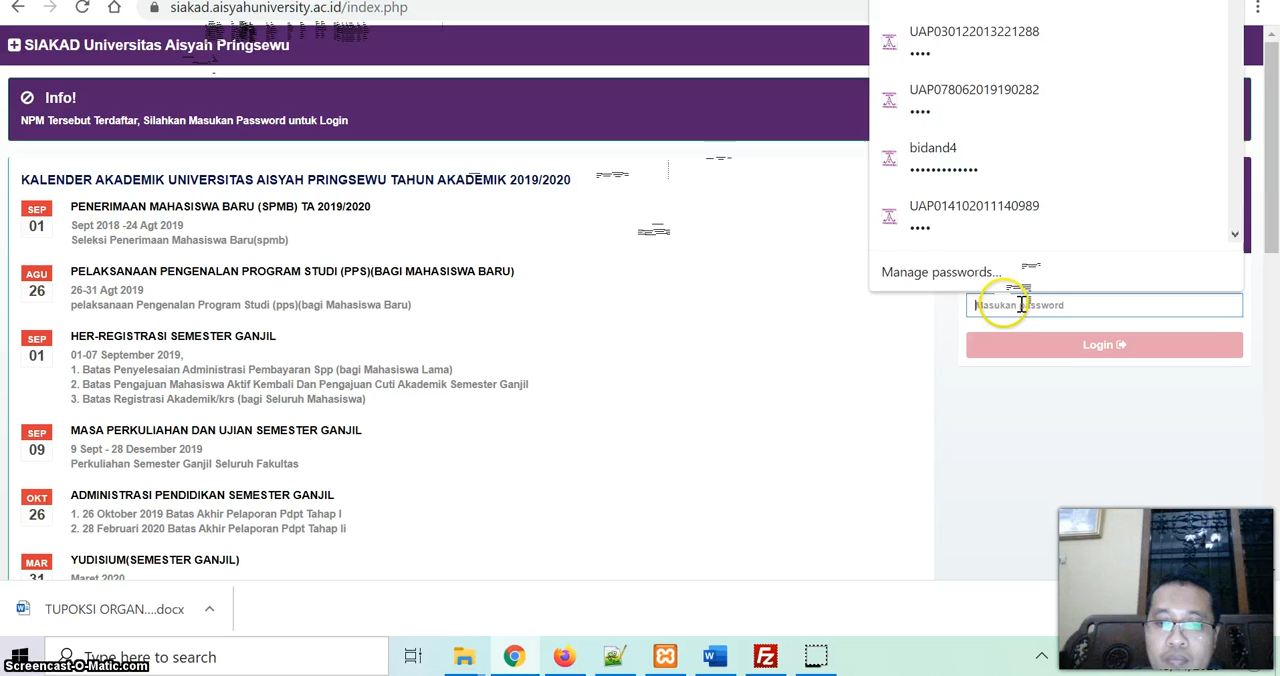 siakad.aisyahuniversity.ac.id/index.php
SIAKAD Universitas Aisyah Pringsewu
Info!
NPM Tersebut Terdaftar, Silahkan Masukan Password untuk Login
KALENDER AKADEMIK UNIVERSITAS AISYAH PRINGSEWU TAHUN AKADEMIK 2019/2020
SEP
01
PENERIMAAN MAHASISWA BARU (SPMB) TA 2019/2020
Sept 2018 -24 Agt 2019
Seleksi Penerimaan Mahasiswa Baru(spmb)
AGU
26
PELAKSANAAN PENGENALAN PROGRAM STUDI (PPS)(BAGI MAHASISWA BARU)
26-31 Agt 2019
pelaksanaan Pengenalan Program Studi (pps)(bagi Mahasiswa Baru)
SEP
01
HER-REGISTRASI SEMESTER GANJIL
01-07 September 2019,
1. Batas Penyelesaian Administrasi Pembayaran Spp (bagi Mahasiswa Lama)
2. Batas Pengajuan Mahasiswa Aktif Kembali Dan Pengajuan Cuti Akademik Semester Ganjil
3. Batas Registrasi Akademik/krs (bagi Seluruh Mahasiswa)
SEP
09
MASA PERKULIAHAN DAN UJIAN SEMESTER GANJIL
9 Sept - 28 Desember 2019
Perkuliahan Semester Ganjil Seluruh Fakultas
OKT
26
ADMINISTRASI PENDIDIKAN SEMESTER GANJIL
1. 26 Oktober 2019 Batas Akhir Pelaporan Pdpt Tahap I
2. 28 Februari 2020 Batas Akhir Pelaporan Pdpt Tahap Ii
MAR
31
YUDISIUM(SEMESTER GANJIL)
Maret 2020
UAP030122013221288
••••
UAP078062019190282
••••
bidand4
•••••••••••••
UAP014102011140989
••••
Manage passwords...
Masukan password
Login
TUPOKSI ORGAN....docx
Type here to search
Screencast-O-Matic.com